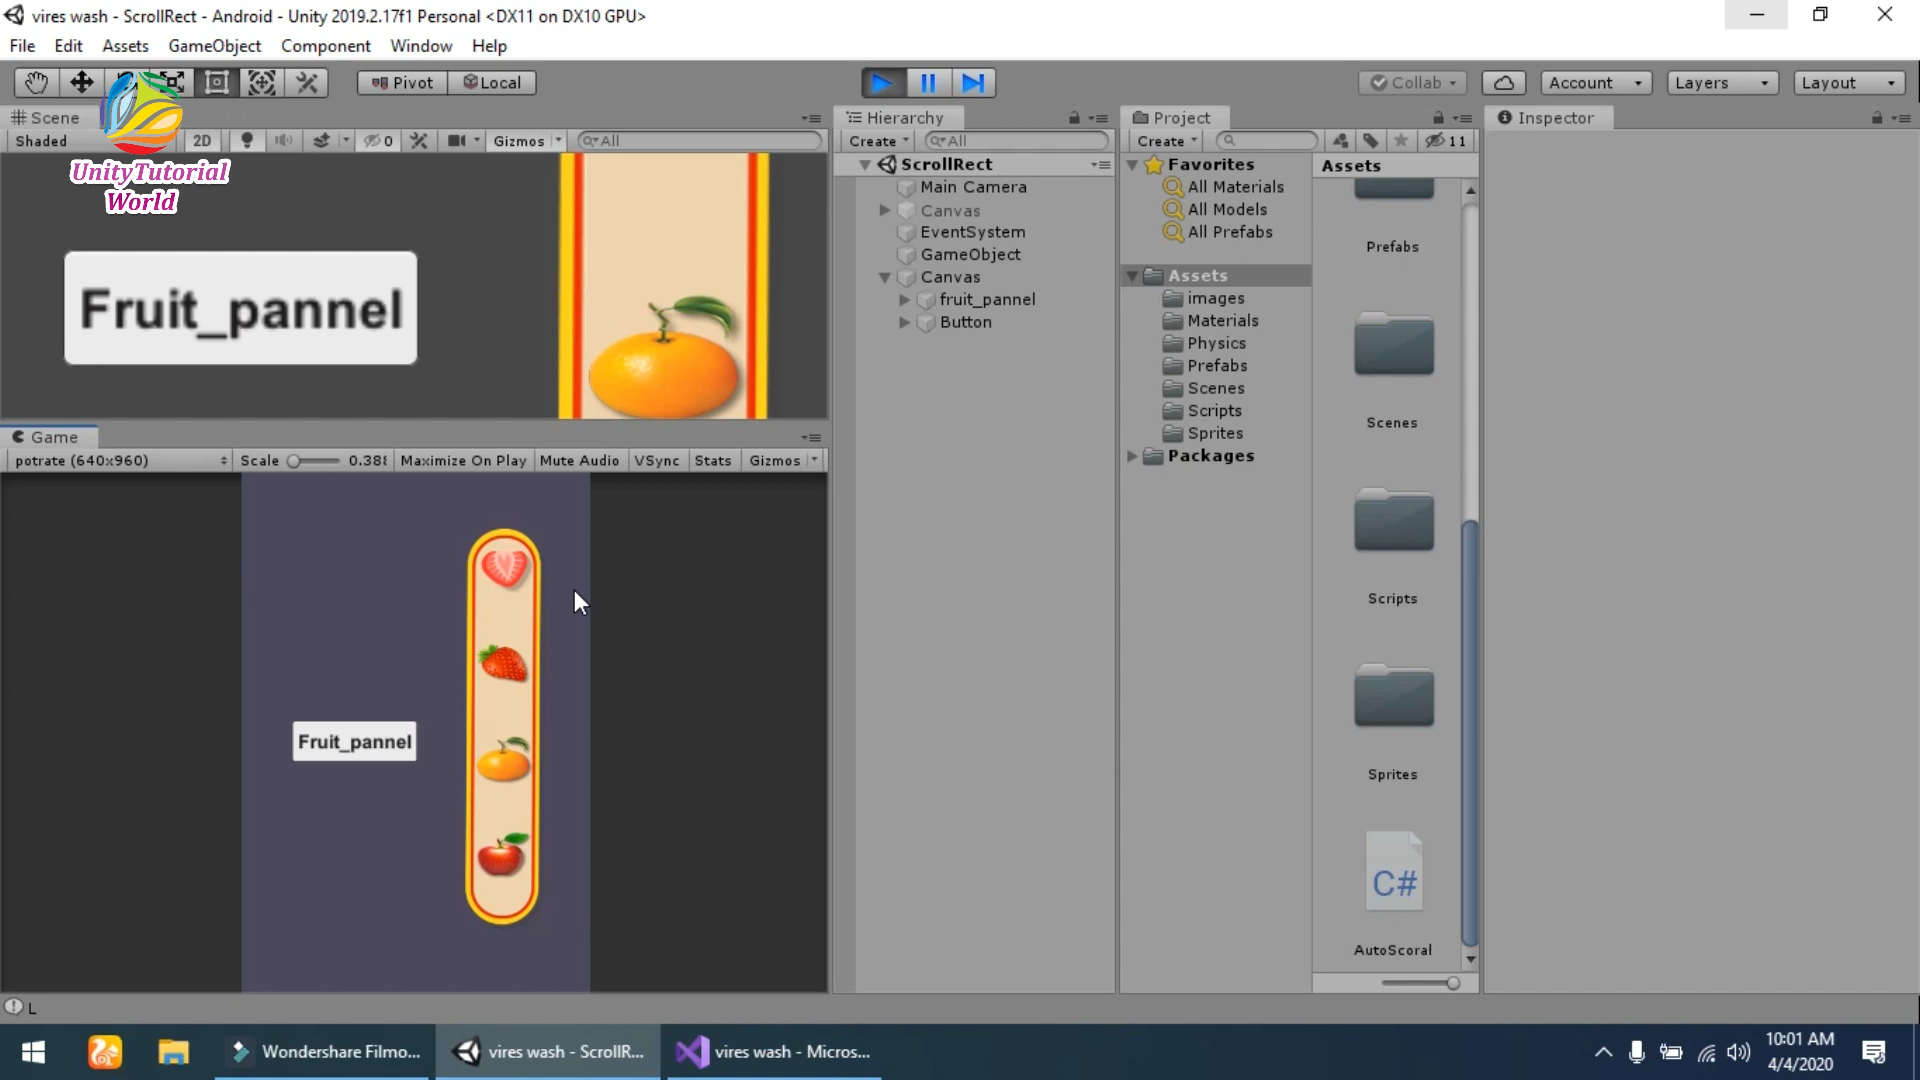 vires wash - ScrollRect - Android - Unity 2019.2.17f1 Personal <DX11 on DX10 GPU>
File Edit Assets GameObject Component Window Help
Pivot Local Collab Account Layers Layout
UnityTutorial
World
Scene
Shaded 2D 0 Gizmos All
Fruit_pannel
Game
potrate (640x960) Scale 0.38 Maximize On Play Mute Audio VSync Stats Gizmos
Fruit_pannel
Hierarchy
Create All
ScrollRect
Main Camera
Canvas
EventSystem
GameObject
Canvas
fruit_pannel
Button
Project
Create 11
Favorites
All Materials
All Models
All Prefabs
Assets
images
Materials
Physics
Prefabs
Scenes
Scripts
Sprites
Packages
Assets
Prefabs
Scenes
Scripts
Sprites
C#
AutoScoral
Inspector
L
Wondershare Filmo... vires wash - ScrollR... vires wash - Micros...
10:01 AM
4/4/2020